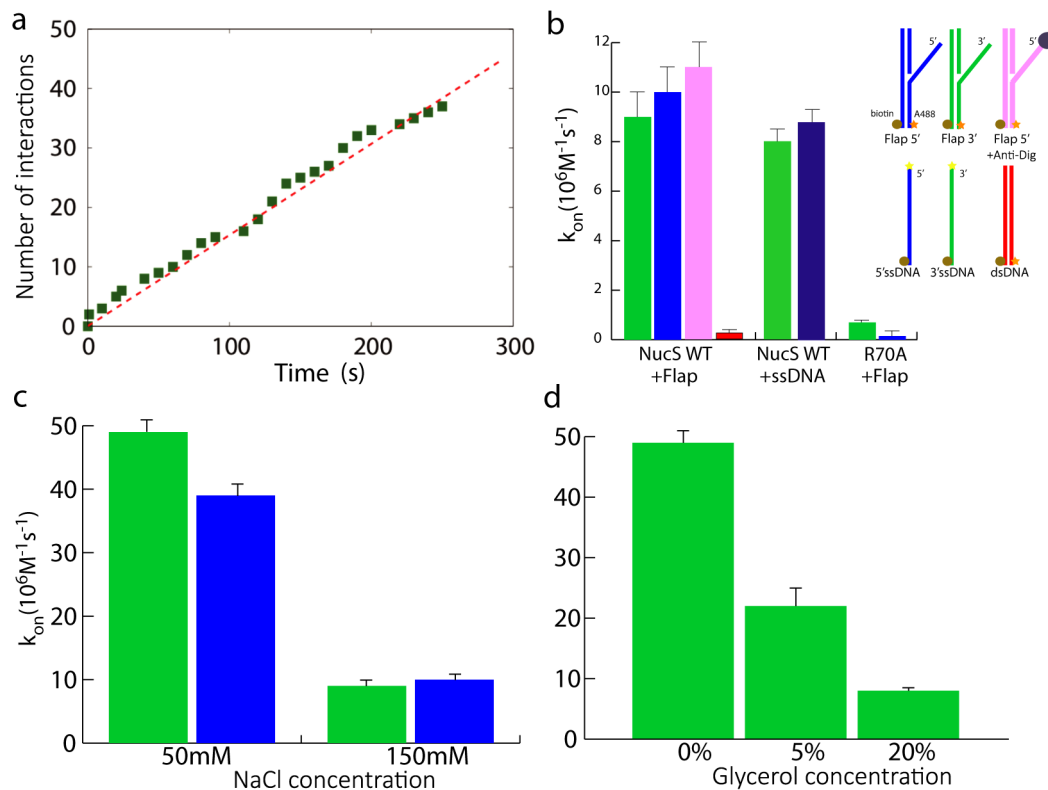 a
50
40
30
20
10
0
Number of interactions
0
100
200
300
Time (s)
b
12
10
8
6
4
2
0
kon(10⁶M⁻¹s⁻¹)
NucS WT
+Flap
NucS WT
+ssDNA
R70A
+Flap
5'
3'
5'
biotin
A488
Flap 5'
Flap 3'
Flap 5'
+Anti-Dig
5'
3'
5'ssDNA
3'ssDNA
dsDNA
c
50
40
30
20
10
0
kon(10⁶M⁻¹s⁻¹)
50mM
150mM
NaCl concentration
d
50
40
30
20
10
0
0%
5%
20%
Glycerol concentration